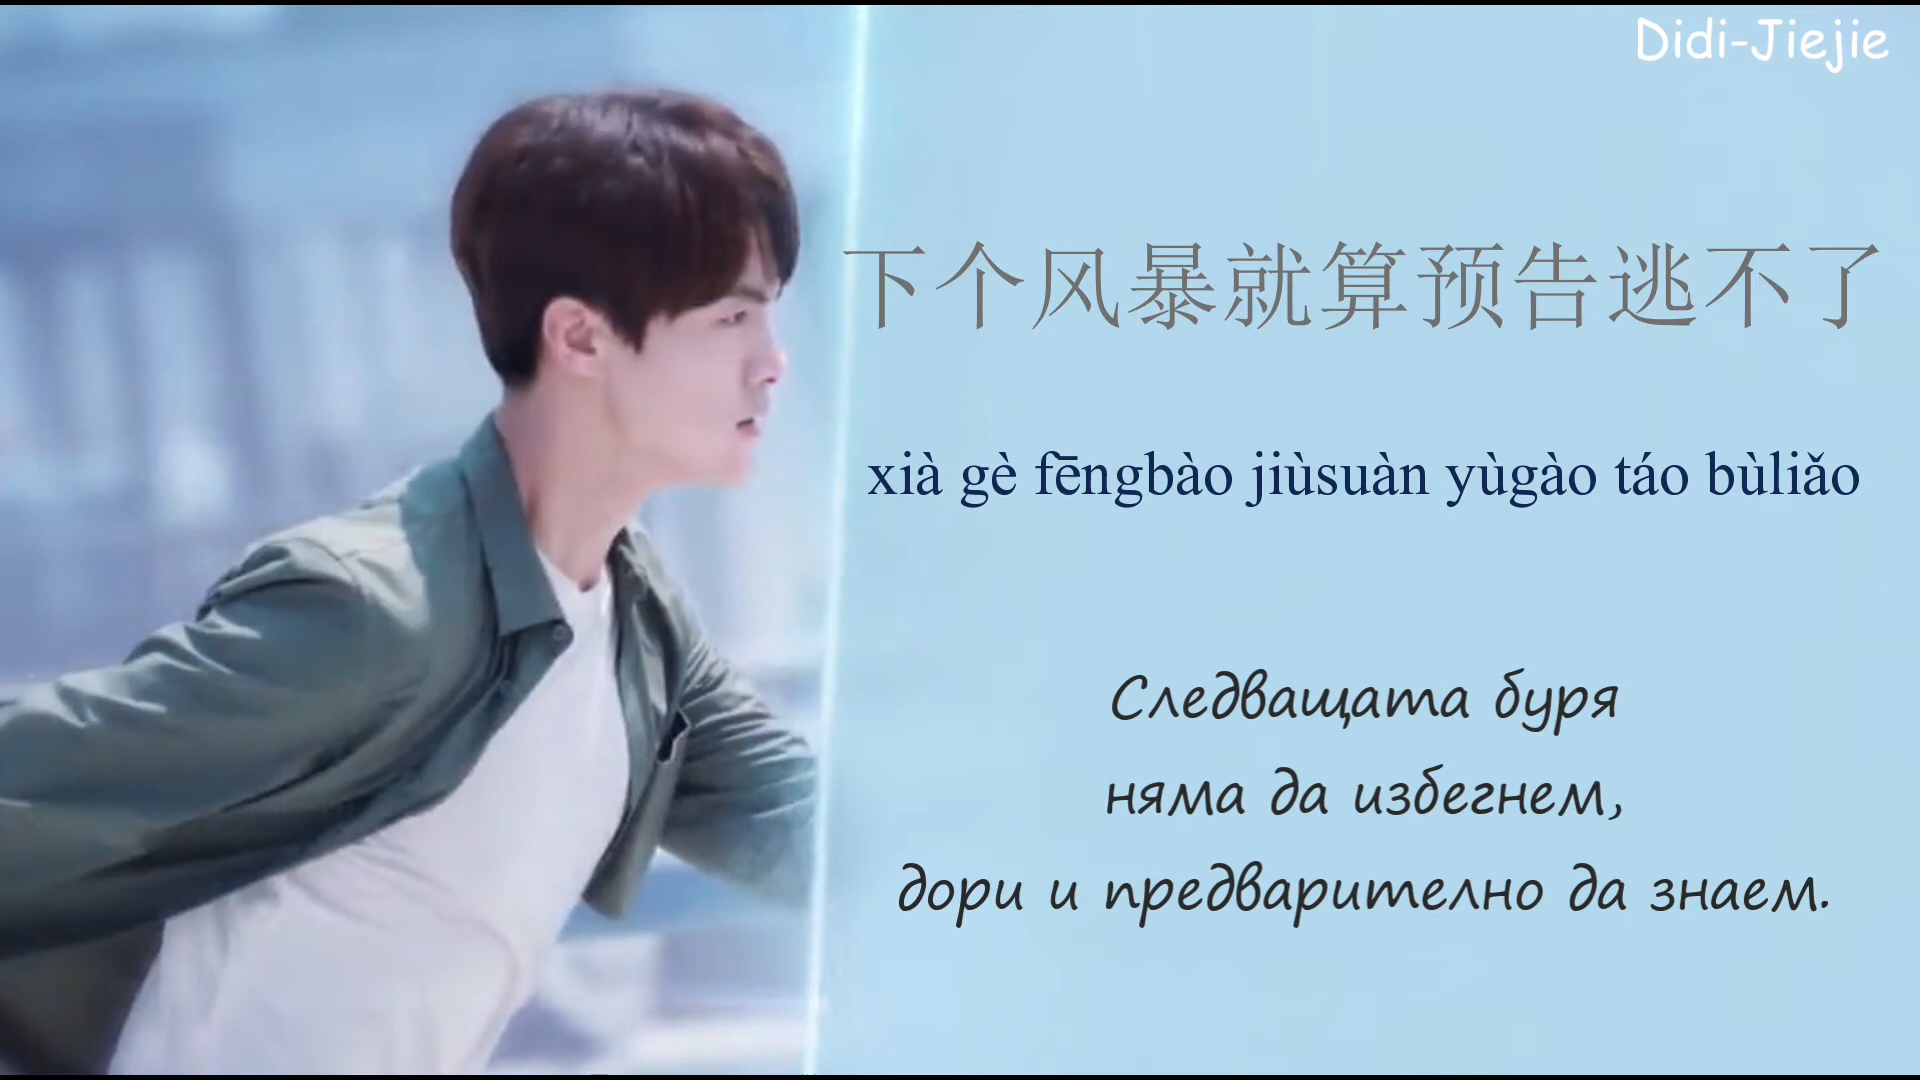 Didi-Jiejie
下个风暴就算预告逃不了
xià gè fēngbào jiùsuàn yùgào táo bùliǎo
Следващата буря
няма да избегнем,
дори и предварително да знаем.